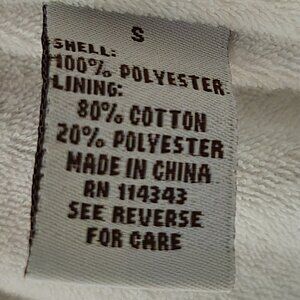 S
SHELL:
100% POLYESTER
LINING:
80% COTTON
20% POLYESTER
MADE IN CHINA
RN 114343
SEE REVERSE
FOR CARE